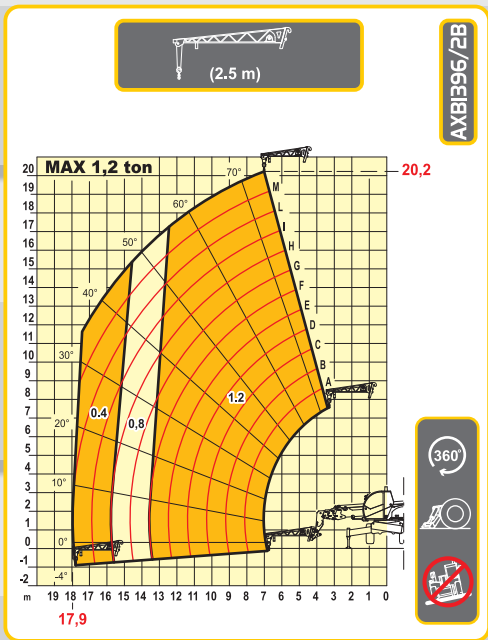 (2.5 m)
AXB1396/2B
MAX 1,2 ton
20,2
20
19
18
17
16
15
14
13
12
11
10
9
8
7
6
5
4
3
2
1
0
-1
-2
70°
60°
50°
40°
30°
20°
10°
0°
-4°
M
L
I
H
G
F
E
D
C
B
A
0.4
0,8
1.2
360°
m 19 18 17 16 15 14 13 12 11 10 9 8 7 6 5 4 3 2 1 0
17,9